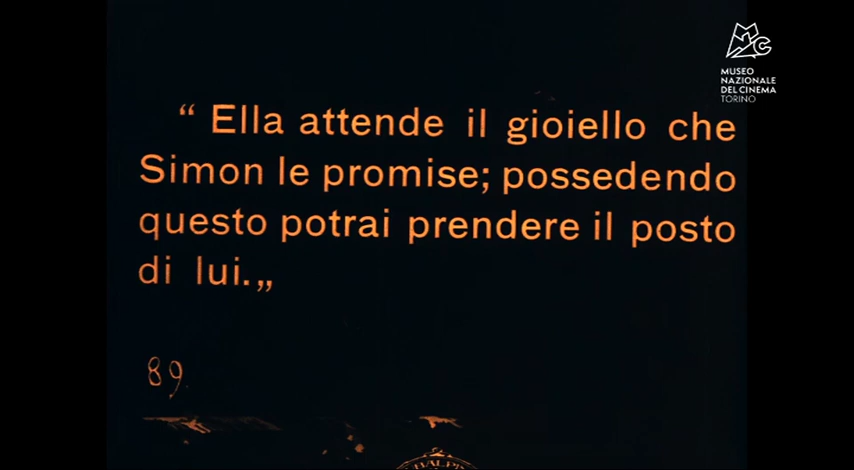 MUSEO
NAZIONALE
DEL CINEMA
TORINO
“ Ella attende il gioiello che
Simon le promise; possedendo
questo potrai prendere il posto
di lui.„
89